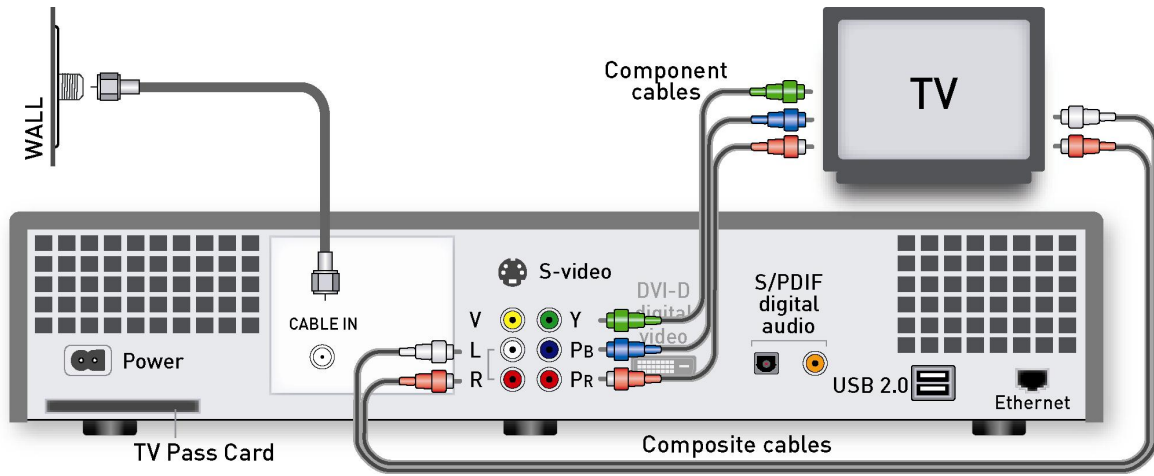 WALL
Component
cables
TV
S-video
DVI-D
digital
video
S/PDIF
digital
audio
CABLE IN
V
Y
L
PB
R
PR
Power
USB 2.0
Ethernet
TV Pass Card
Composite cables